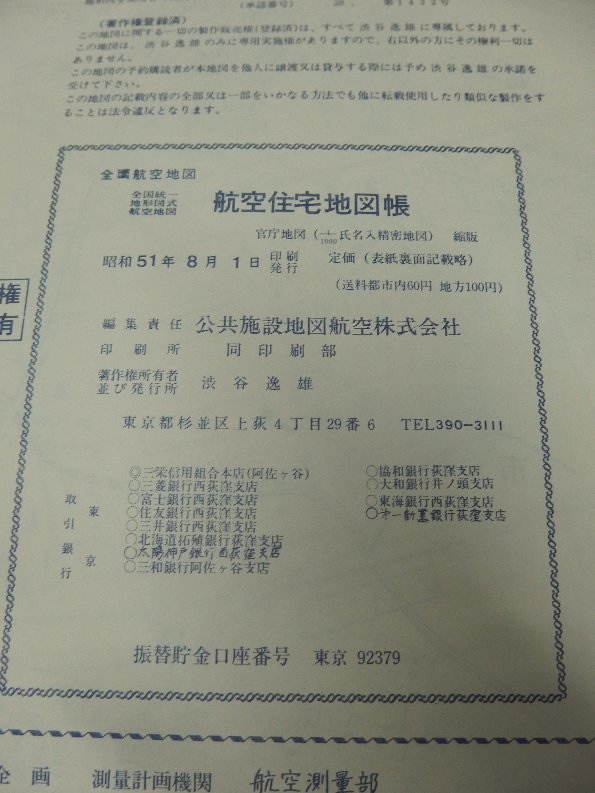 (承認番号) 38. 第1432号
(著作権登録済)
この地図に関する一切の製作販売権(登録済)は、すべて 渋谷逸雄 に専属しております。
この地図は、渋谷逸雄 のみに専用実施権がありますので、右以外の方にその権利一切は
ありません。
この地図の予約購読者が本地図を他人に譲渡又は貸与する際には予め 渋谷逸雄 の承諾を
受けて下さい。
この地図の記載内容の全部又は一部をいかなる方法でも他に転載使用したり類似な製作をす
ることは法令違反となります。
権
有
全国航空地図
全国統一
地形図式
航空地図
航空住宅地図帳
官庁地図 (1/1000氏名入精密地図) 縮版
昭和51年8月1日 印刷 発行 定価 (表紙裏面記載略)
(送料都市内60円 地方100円)
編集責任 公共施設地図航空株式会社
印刷所 同印刷部
著作権所有者
並び発行所 渋谷逸雄
東京都杉並区上荻4丁目29番6 TEL390-3111
取引銀行
東京
◎三栄信用組合本店(阿佐ヶ谷)
○三菱銀行西荻窪支店
○富士銀行西荻窪支店
○住友銀行西荻窪支店
○三井銀行西荻窪支店
○北海道拓殖銀行荻窪支店
○太陽神戸銀行西荻窪支店
○三和銀行阿佐ヶ谷支店
○協和銀行荻窪支店
○大和銀行井ノ頭支店
○東海銀行西荻窪支店
○第一勧業銀行荻窪支店
振替貯金口座番号 東京 92379
企画 測量計画機関 航空測量部